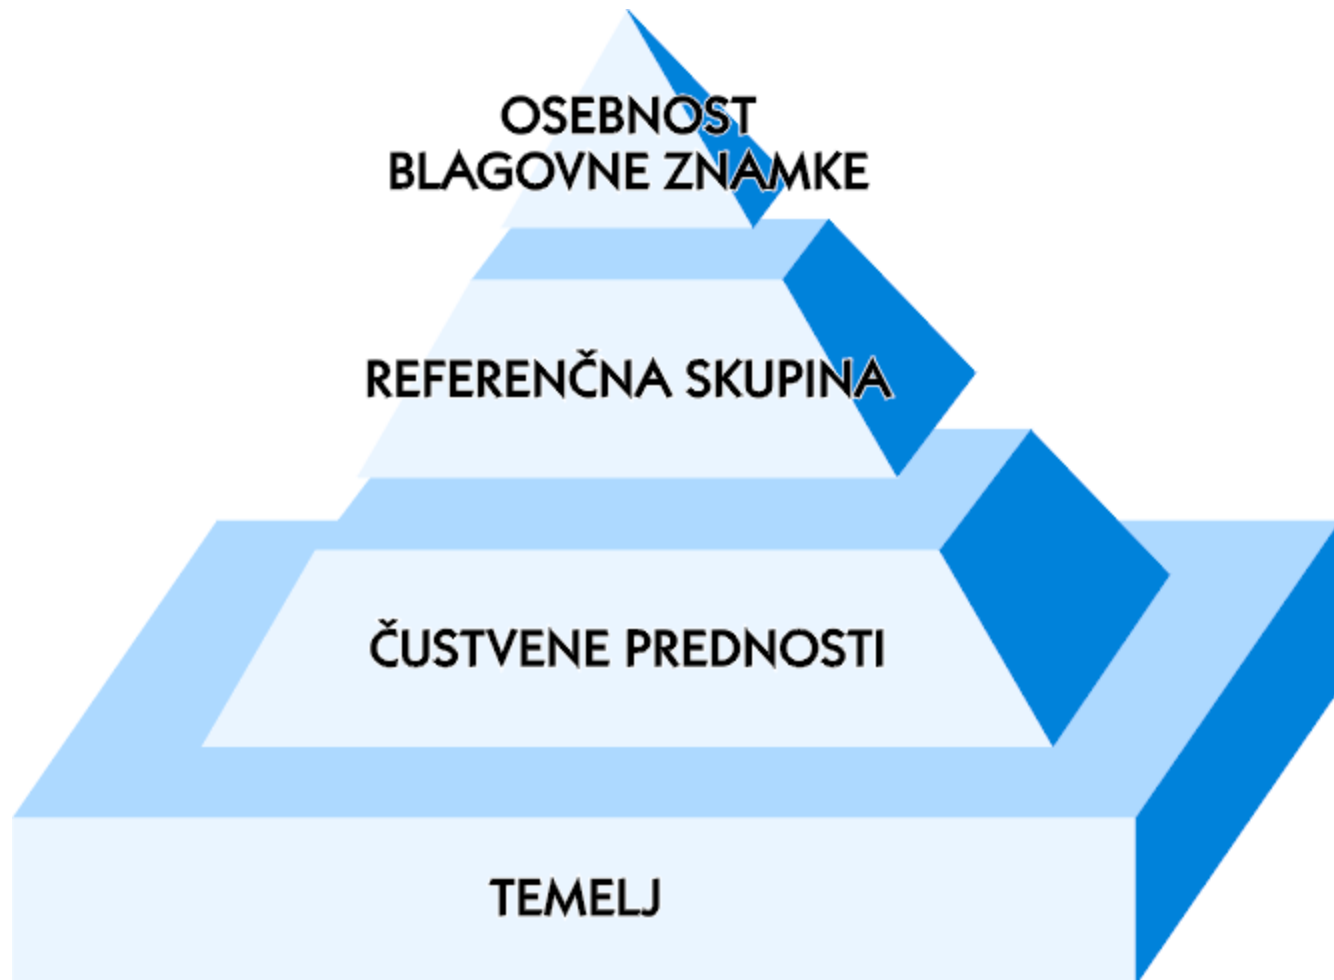 OSEBNOST
BLAGOVNE ZNAMKE
REFERENČNA SKUPINA
ČUSTVENE PREDNOSTI
TEMELJ